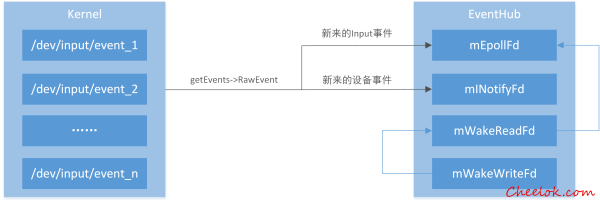 Kernel
/dev/input/event_1
/dev/input/event_2
……
/dev/input/event_n
getEvents->RawEvent
新来的Input事件
新来的设备事件
EventHub
mEpollFd
mINotifyFd
mWakeReadFd
mWakeWriteFd
Cheelok.com